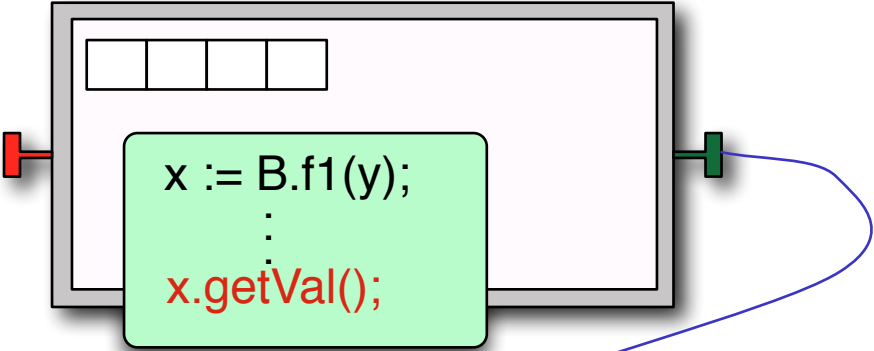 x := B.f1(y);
⋮
x.getVal();